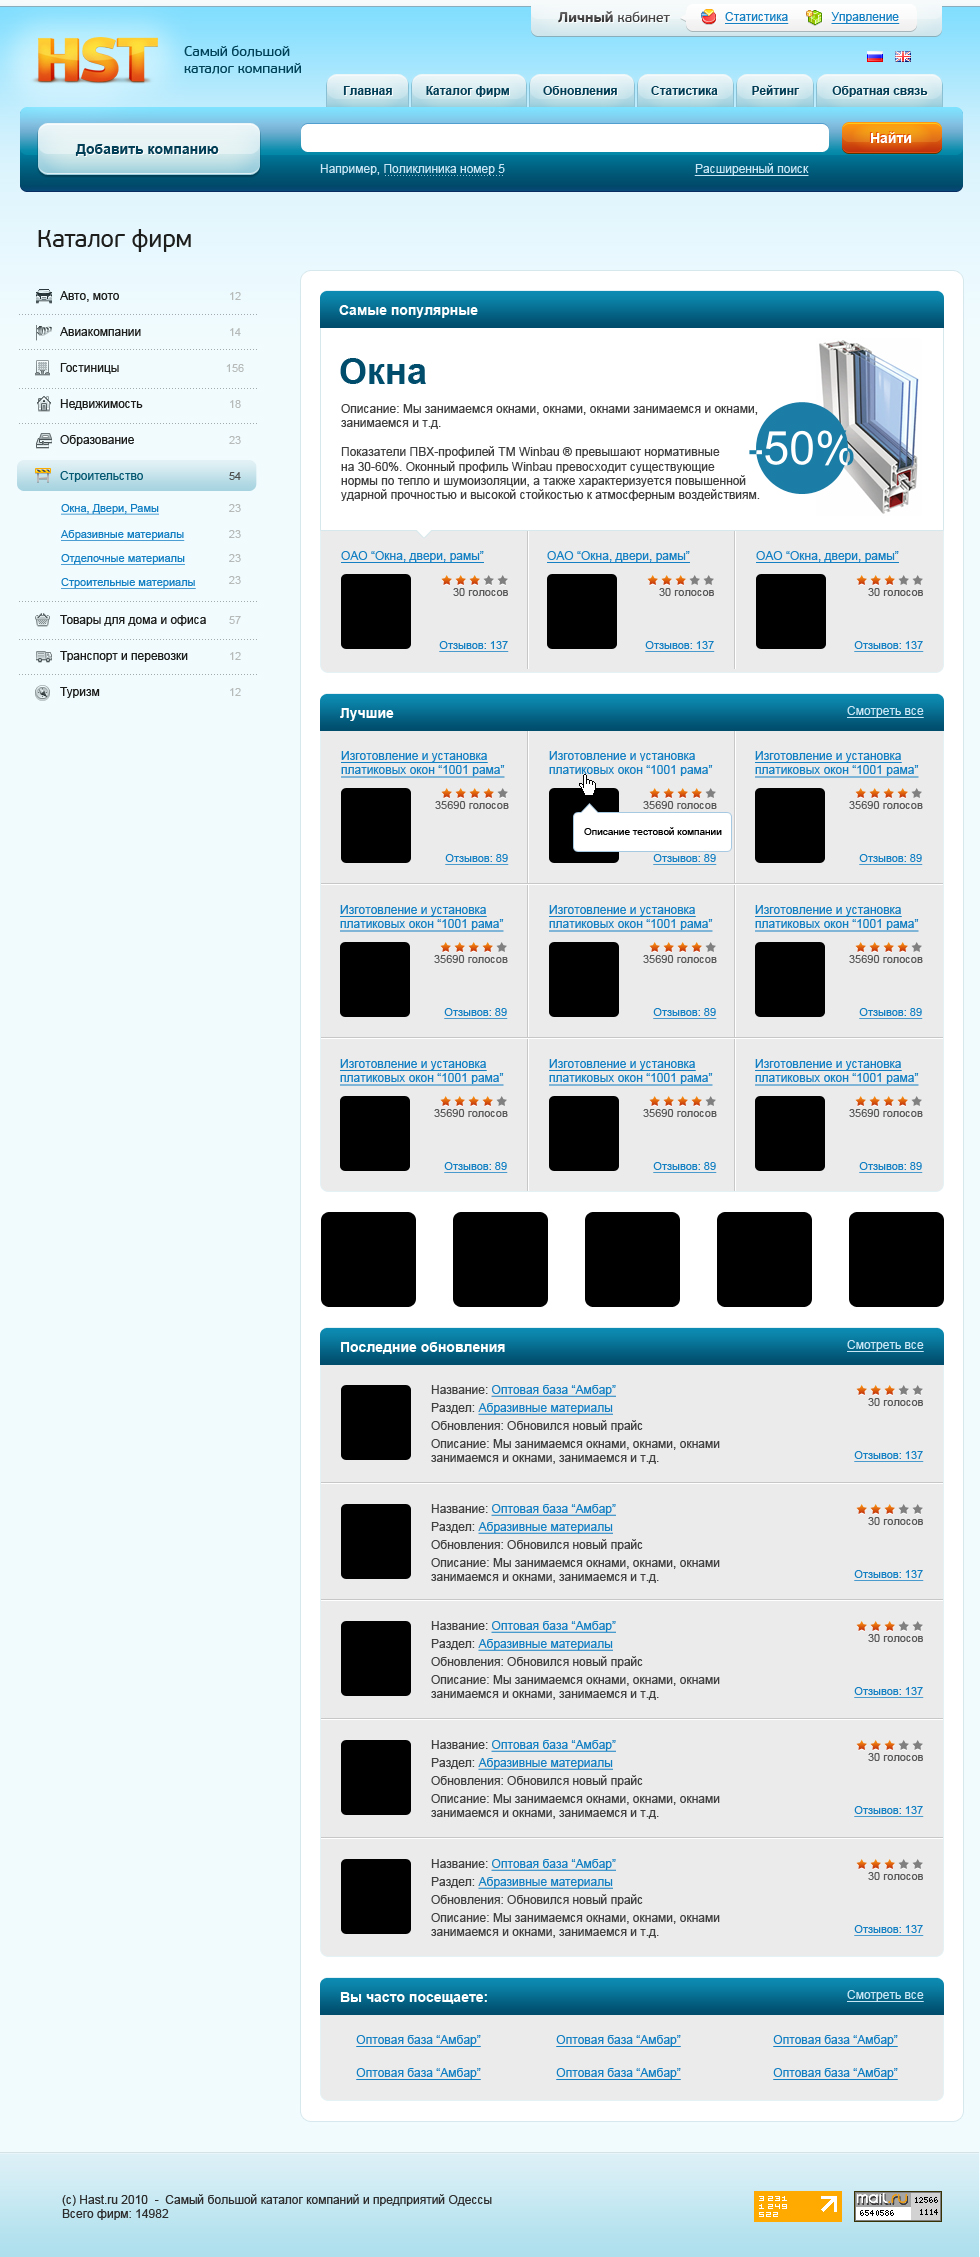 Личный кабинет
Статистика
Управление
HST
Самый большой
каталог компаний
Главная
Каталог фирм
Обновления
Статистика
Рейтинг
Обратная связь
Добавить компанию
Найти
Например, Поликлиника номер 5
Расширенный поиск
Каталог фирм
Авто, мото 12
Авиакомпании 14
Гостиницы 156
Недвижимость 18
Образование 23
Строительство 54
Окна, Двери, Рамы 23
Абразивные материалы 23
Отделочные материалы 23
Строительные материалы 23
Товары для дома и офиса 57
Транспорт и перевозки 12
Туризм 12
Самые популярные
Окна
Описание: Мы занимаемся окнами, окнами, окнами занимаемся и окнами,
занимаемся и т.д.
Показатели ПВХ-профилей ТМ Winbau ® превышают нормативные
на 30-60%. Оконный профиль Winbau превосходит существующие
нормы по тепло и шумоизоляции, а также характеризуется повышенной
ударной прочностью и высокой стойкостью к атмосферным воздействиям.
-50%
ОАО “Окна, двери, рамы”
30 голосов
Отзывов: 137
ОАО “Окна, двери, рамы”
30 голосов
Отзывов: 137
ОАО “Окна, двери, рамы”
30 голосов
Отзывов: 137
Лучшие
Смотреть все
Изготовление и установка
платиковых окон “1001 рама”
35690 голосов
Отзывов: 89
Изготовление и установка
платиковых окон “1001 рама”
35690 голосов
Описание тестовой компании
Отзывов: 89
Изготовление и установка
платиковых окон “1001 рама”
35690 голосов
Отзывов: 89
Изготовление и установка
платиковых окон “1001 рама”
35690 голосов
Отзывов: 89
Изготовление и установка
платиковых окон “1001 рама”
35690 голосов
Отзывов: 89
Изготовление и установка
платиковых окон “1001 рама”
35690 голосов
Отзывов: 89
Изготовление и установка
платиковых окон “1001 рама”
35690 голосов
Отзывов: 89
Изготовление и установка
платиковых окон “1001 рама”
35690 голосов
Отзывов: 89
Изготовление и установка
платиковых окон “1001 рама”
35690 голосов
Отзывов: 89
Последние обновления
Смотреть все
Название: Оптовая база “Амбар”
Раздел: Абразивные материалы
Обновления: Обновился новый прайс
Описание: Мы занимаемся окнами, окнами, окнами
занимаемся и окнами, занимаемся и т.д.
30 голосов
Отзывов: 137
Название: Оптовая база “Амбар”
Раздел: Абразивные материалы
Обновления: Обновился новый прайс
Описание: Мы занимаемся окнами, окнами, окнами
занимаемся и окнами, занимаемся и т.д.
30 голосов
Отзывов: 137
Название: Оптовая база “Амбар”
Раздел: Абразивные материалы
Обновления: Обновился новый прайс
Описание: Мы занимаемся окнами, окнами, окнами
занимаемся и окнами, занимаемся и т.д.
30 голосов
Отзывов: 137
Название: Оптовая база “Амбар”
Раздел: Абразивные материалы
Обновления: Обновился новый прайс
Описание: Мы занимаемся окнами, окнами, окнами
занимаемся и окнами, занимаемся и т.д.
30 голосов
Отзывов: 137
Название: Оптовая база “Амбар”
Раздел: Абразивные материалы
Обновления: Обновился новый прайс
Описание: Мы занимаемся окнами, окнами, окнами
занимаемся и окнами, занимаемся и т.д.
30 голосов
Отзывов: 137
Вы часто посещаете:
Смотреть все
Оптовая база “Амбар”
Оптовая база “Амбар”
Оптовая база “Амбар”
Оптовая база “Амбар”
Оптовая база “Амбар”
Оптовая база “Амбар”
(c) Hast.ru 2010 - Самый большой каталог компаний и предприятий Одессы
Всего фирм: 14982
3231
1249
522
mail.ru 12566
6540586 1114